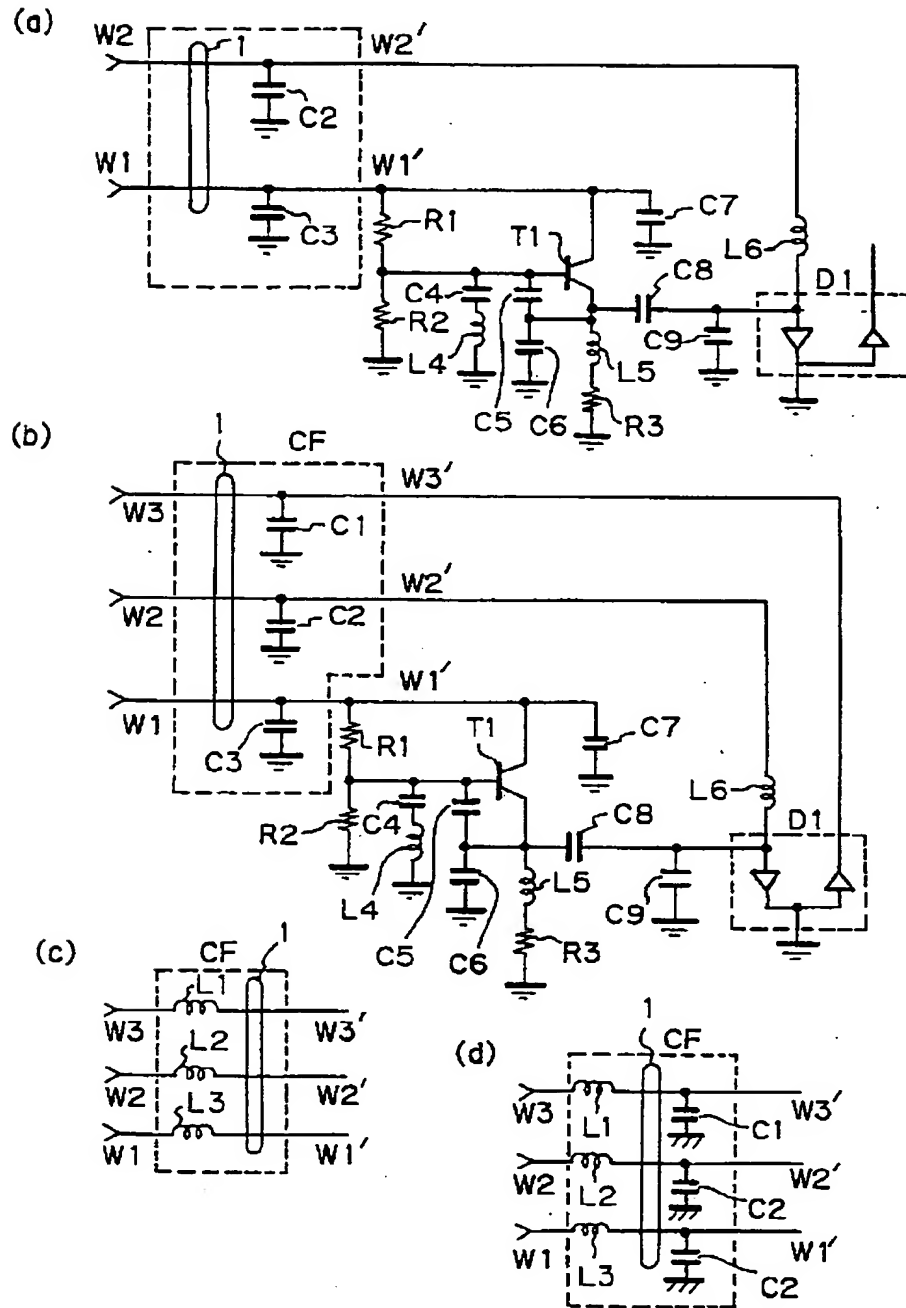 (a)
W2 1 W2'
C2
W1 W1'
C3 R1 T1 C7
C8 L6
C4 D1
R2 C9
L4 L5
C5 C6 R3
(b)
1 CF
W3 W3'
C1
W2 W2'
C2
W1 W1'
C3 R1 T1 C7
L6
R2 C4 C8 D1
L4 L5 C9
C5 C6 R3
(c)
CF 1
L1
W3 W3'
L2
W2 W2'
L3
W1 W1'
(d)
1
CF
W3 L1 W3'
C1
W2 L2 W2'
C2
W1 L3 W1'
C2